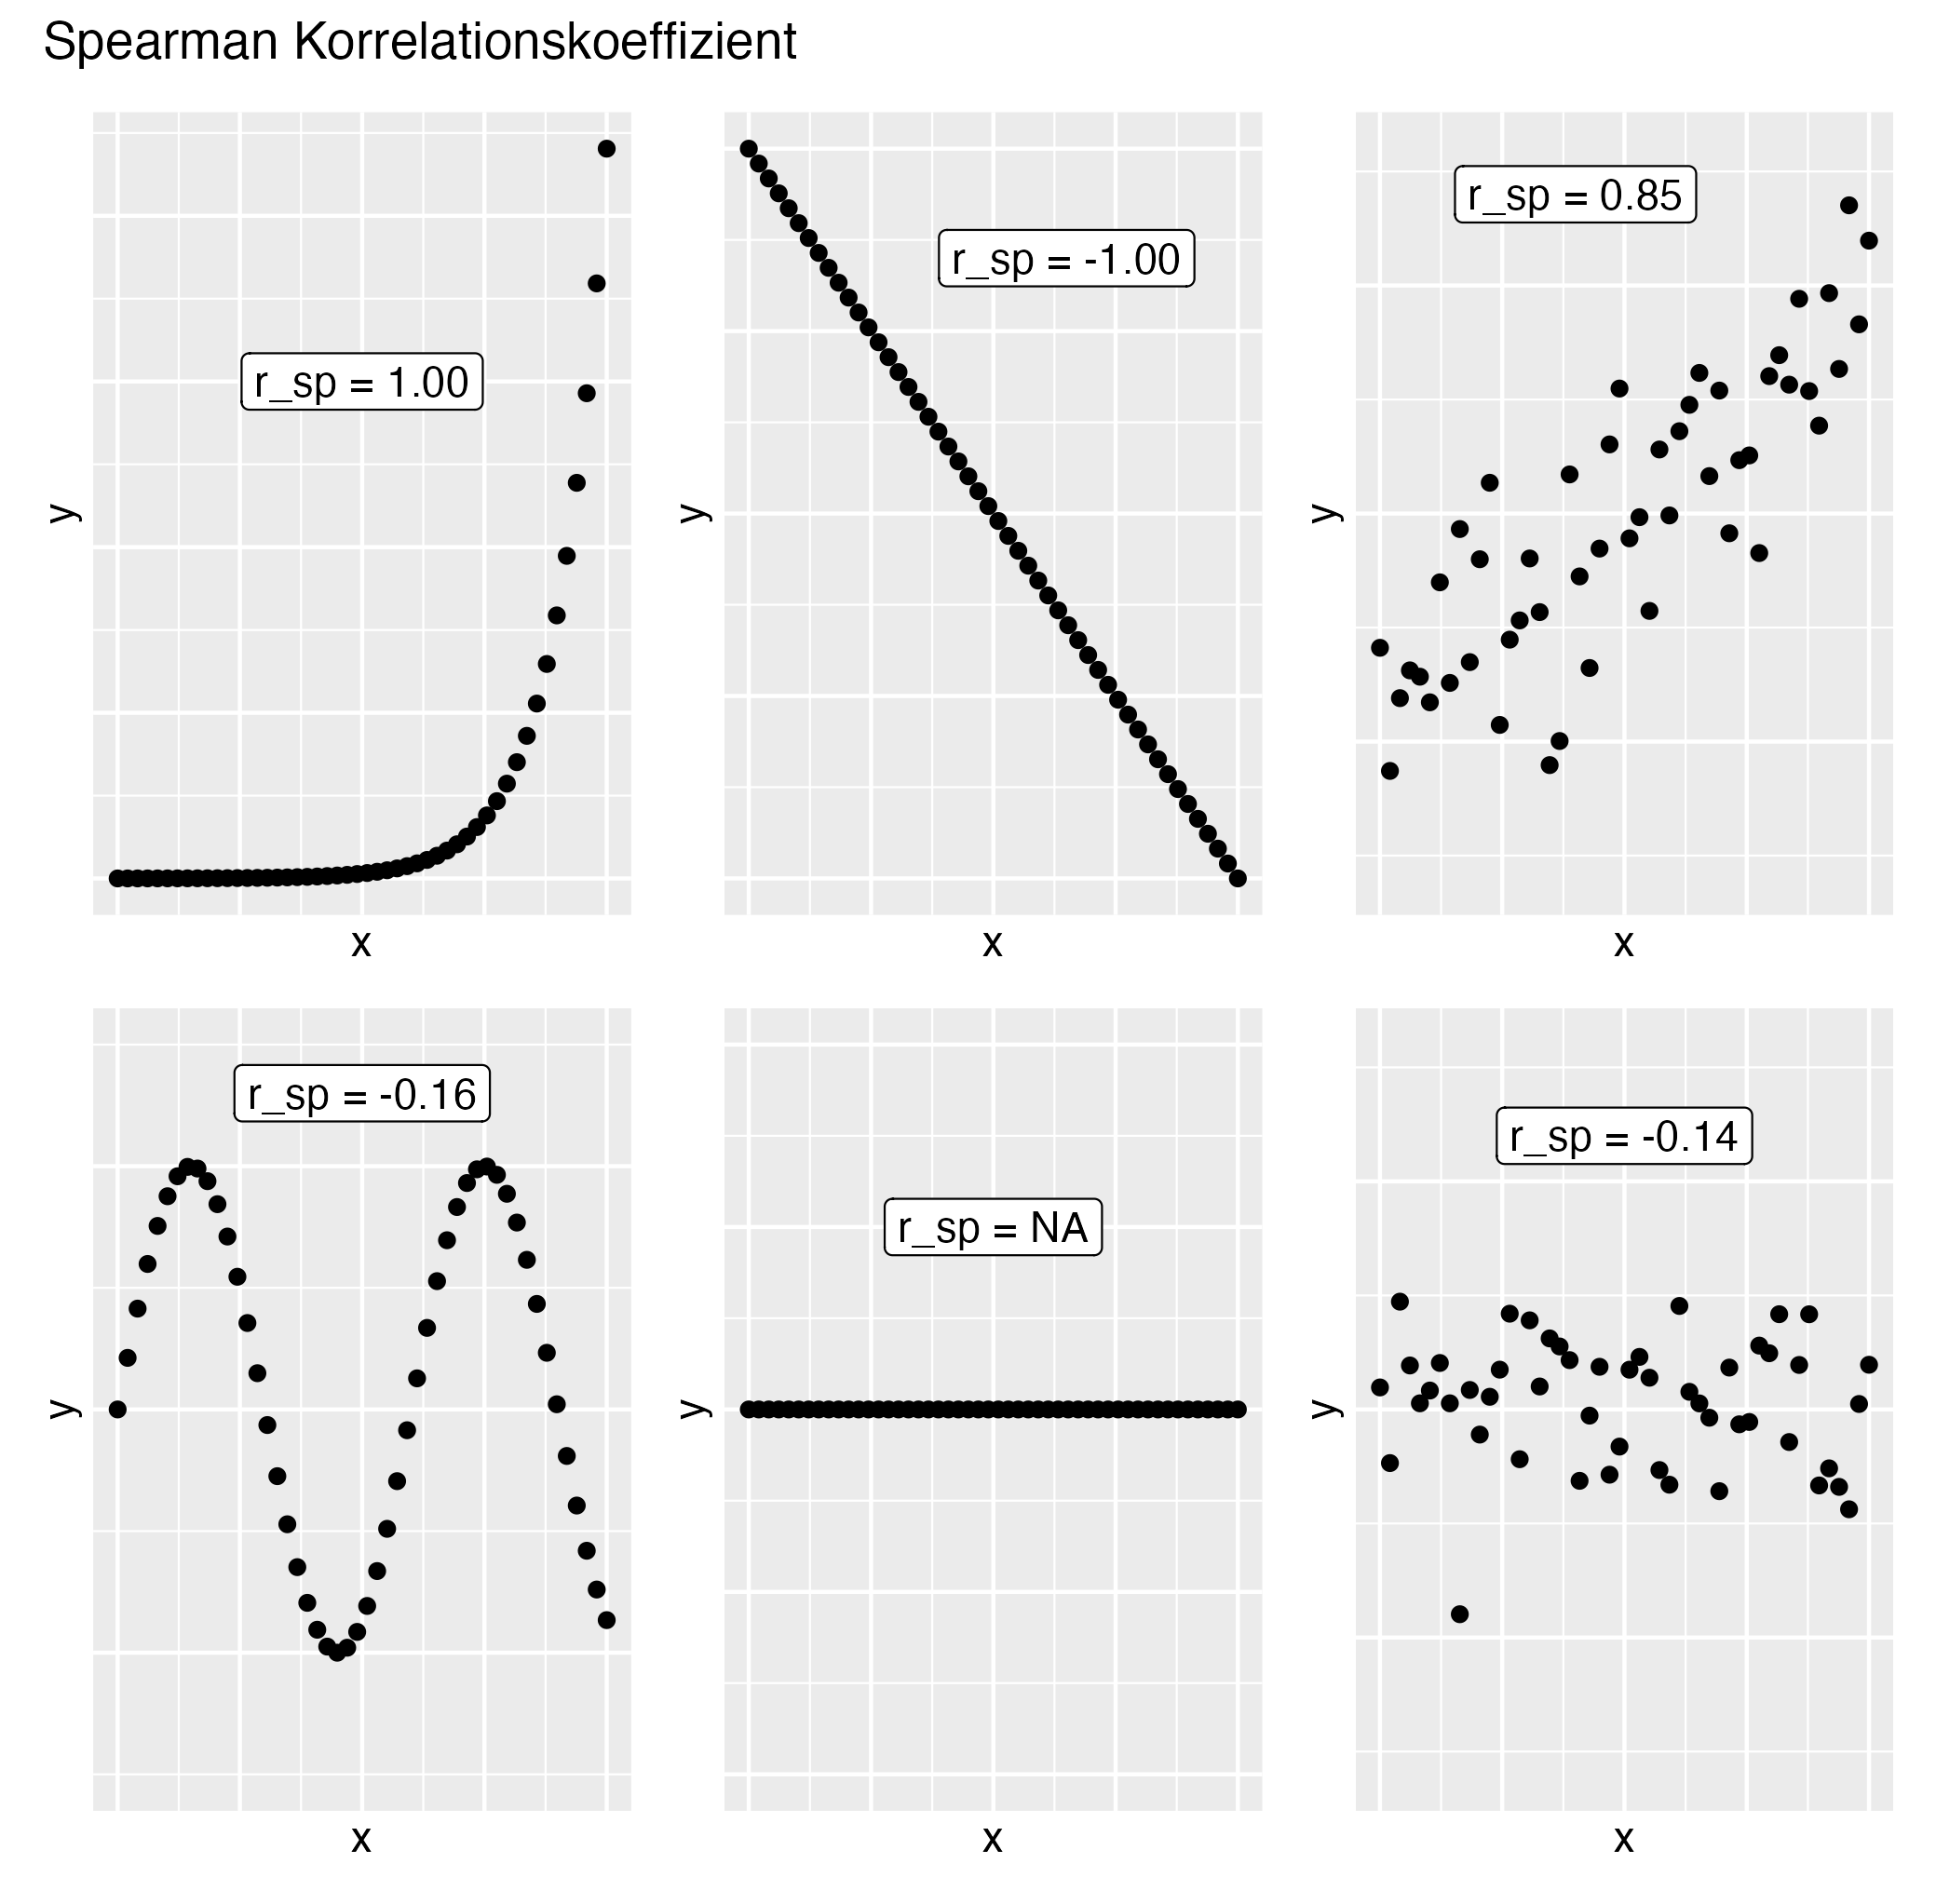 Spearman Korrelationskoeffizient
r_sp = 1.00
y
x
r_sp = -1.00
y
x
r_sp = 0.85
y
x
r_sp = -0.16
y
x
r_sp = NA
y
x
r_sp = -0.14
y
x